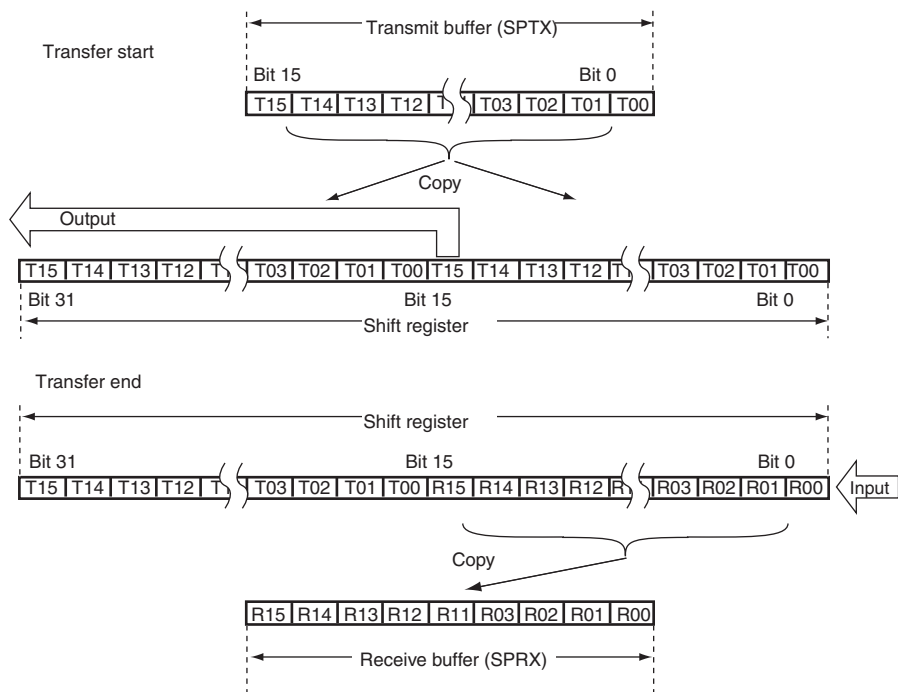 Transmit buffer (SPTX)
Transfer start
Bit 15 Bit 0
T15 T14 T13 T12 T03 T02 T01 T00
Copy
Output
T15 T14 T13 T12 T03 T02 T01 T00 T15 T14 T13 T12 T03 T02 T01 T00
Bit 31 Bit 15 Bit 0
Shift register
Transfer end
Shift register
Bit 31 Bit 15 Bit 0
T15 T14 T13 T12 T03 T02 T01 T00 R15 R14 R13 R12 R03 R02 R01 R00 Input
Copy
R15 R14 R13 R12 R11 R03 R02 R01 R00
Receive buffer (SPRX)